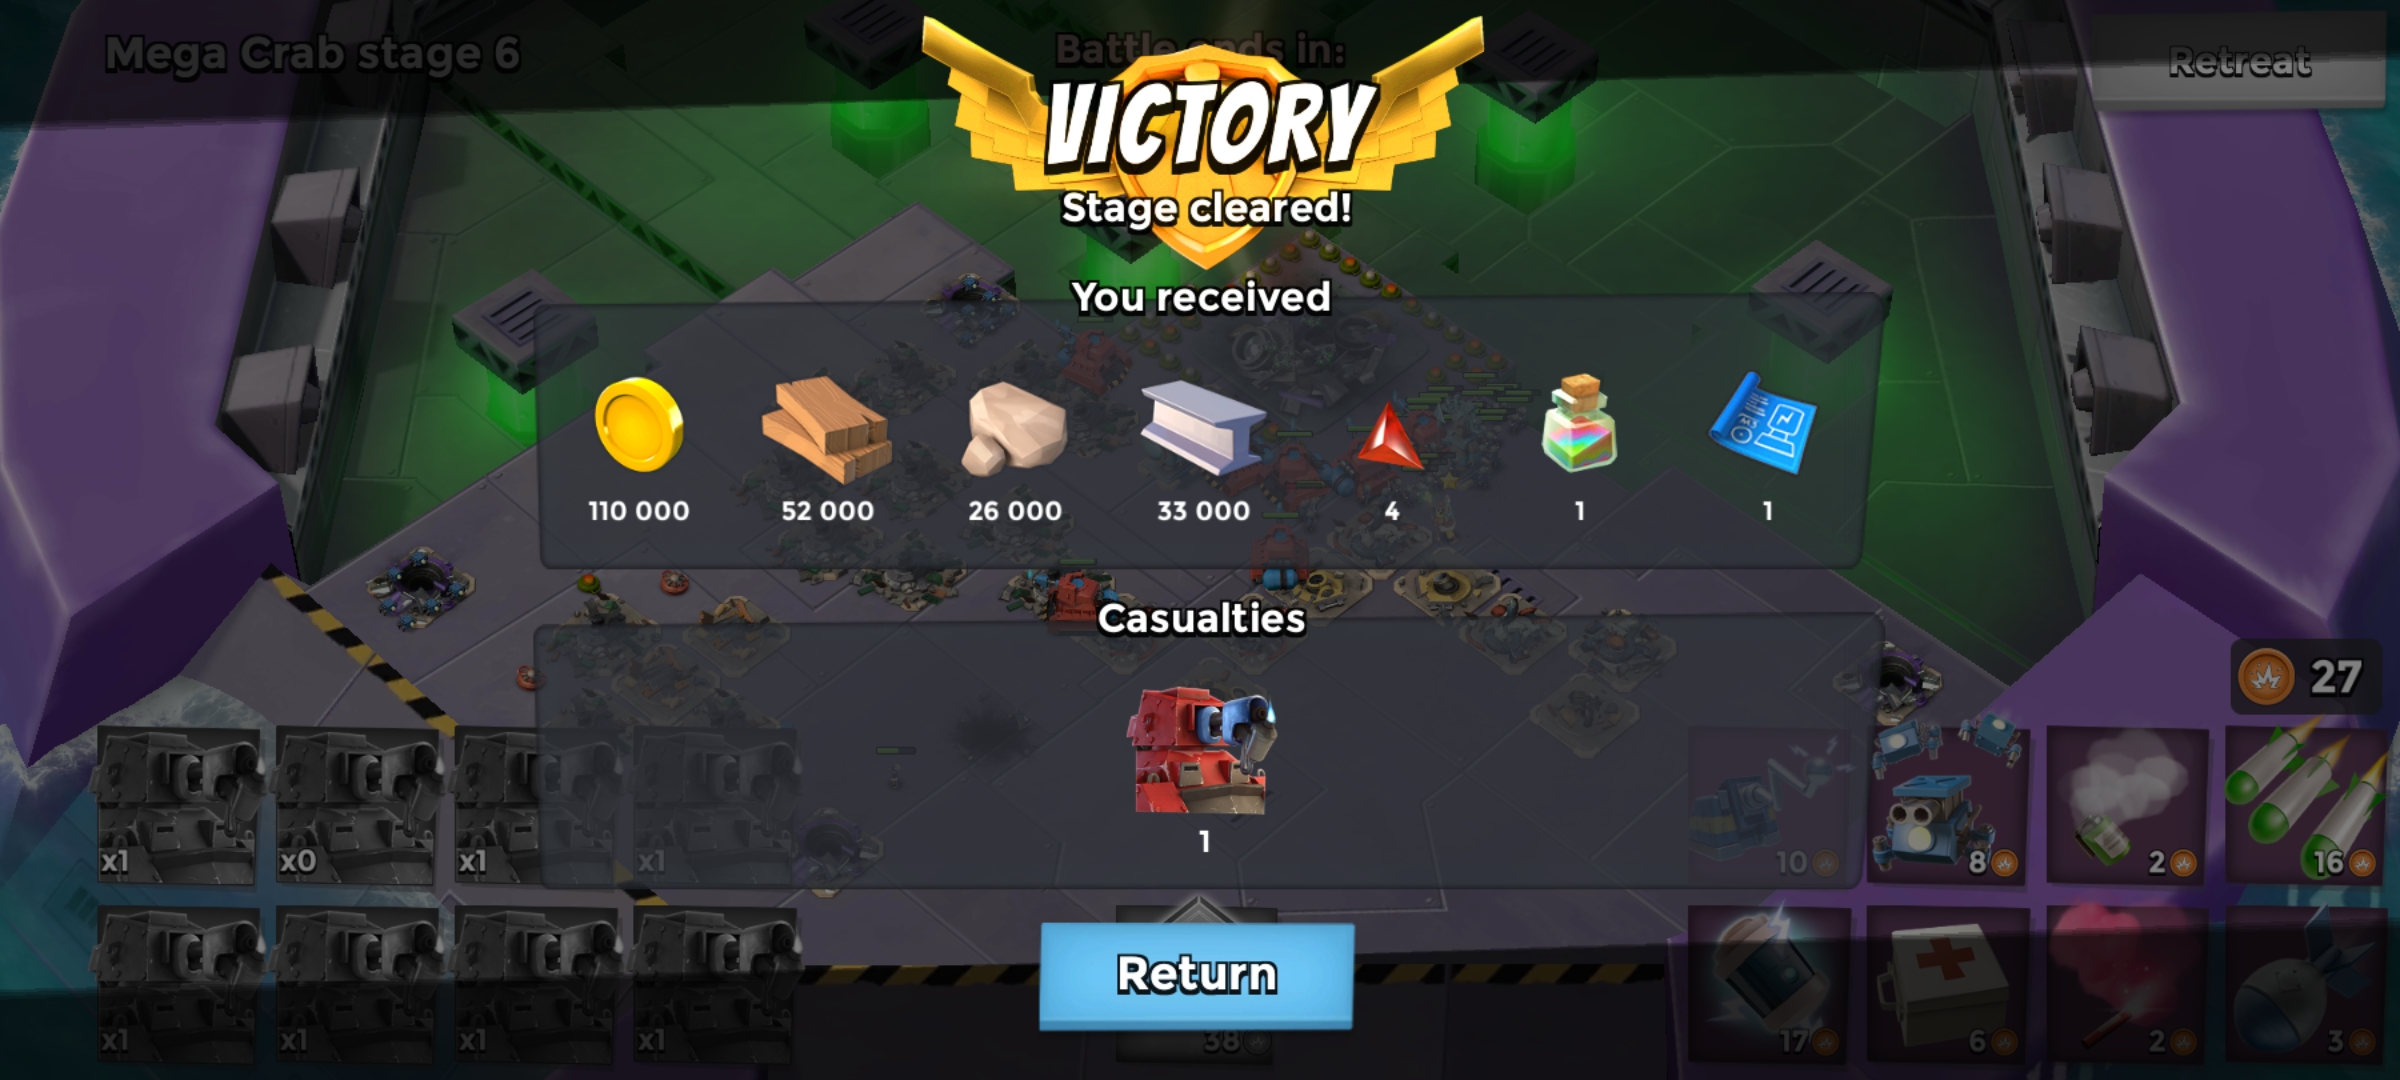 Mega Crab stage 6
Battle ends in:
Retreat
VICTORY
Stage cleared!
You received
110 000
52 000
26 000
33 000
4
1
1
Casualties
1
27
x1
x0
x1
x1
10
8
2
16
x1
x1
x1
x1
Return
38
17
6
2
3